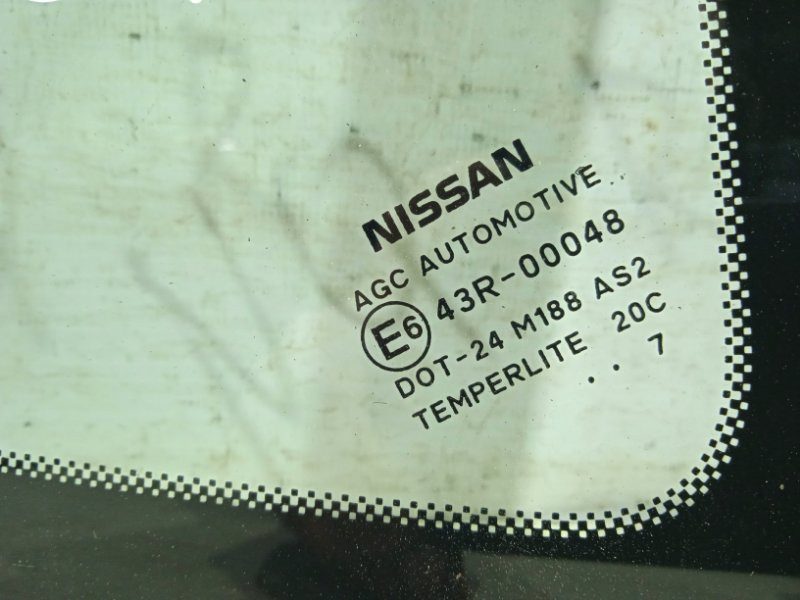 NISSAN
AGC AUTOMOTIVE
E6 43R-00048
DOT-24 M188 AS2
TEMPERLITE 20C
. . 7